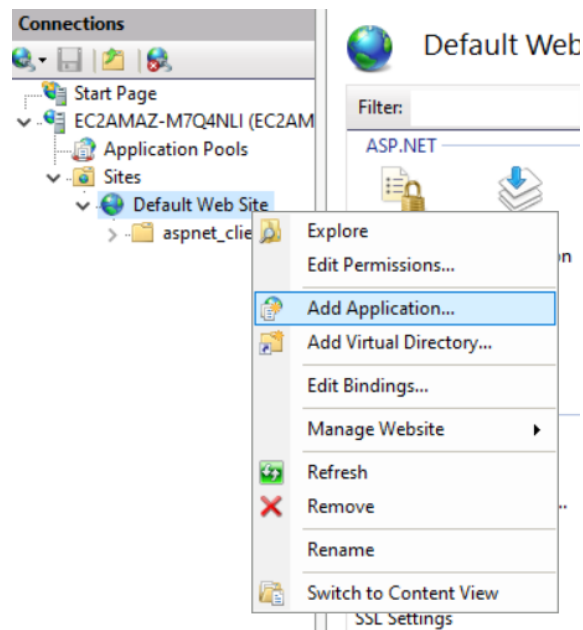 Connections
Default Web
Start Page
EC2AMAZ-M7Q4NLI (EC2AM
Filter:
Application Pools
ASP.NET
Sites
Default Web Site
aspnet_clie
Explore
Edit Permissions...
n
Add Application...
Add Virtual Directory...
Edit Bindings...
Manage Website
Refresh
Remove
..
Rename
Switch to Content View
SSL Settings